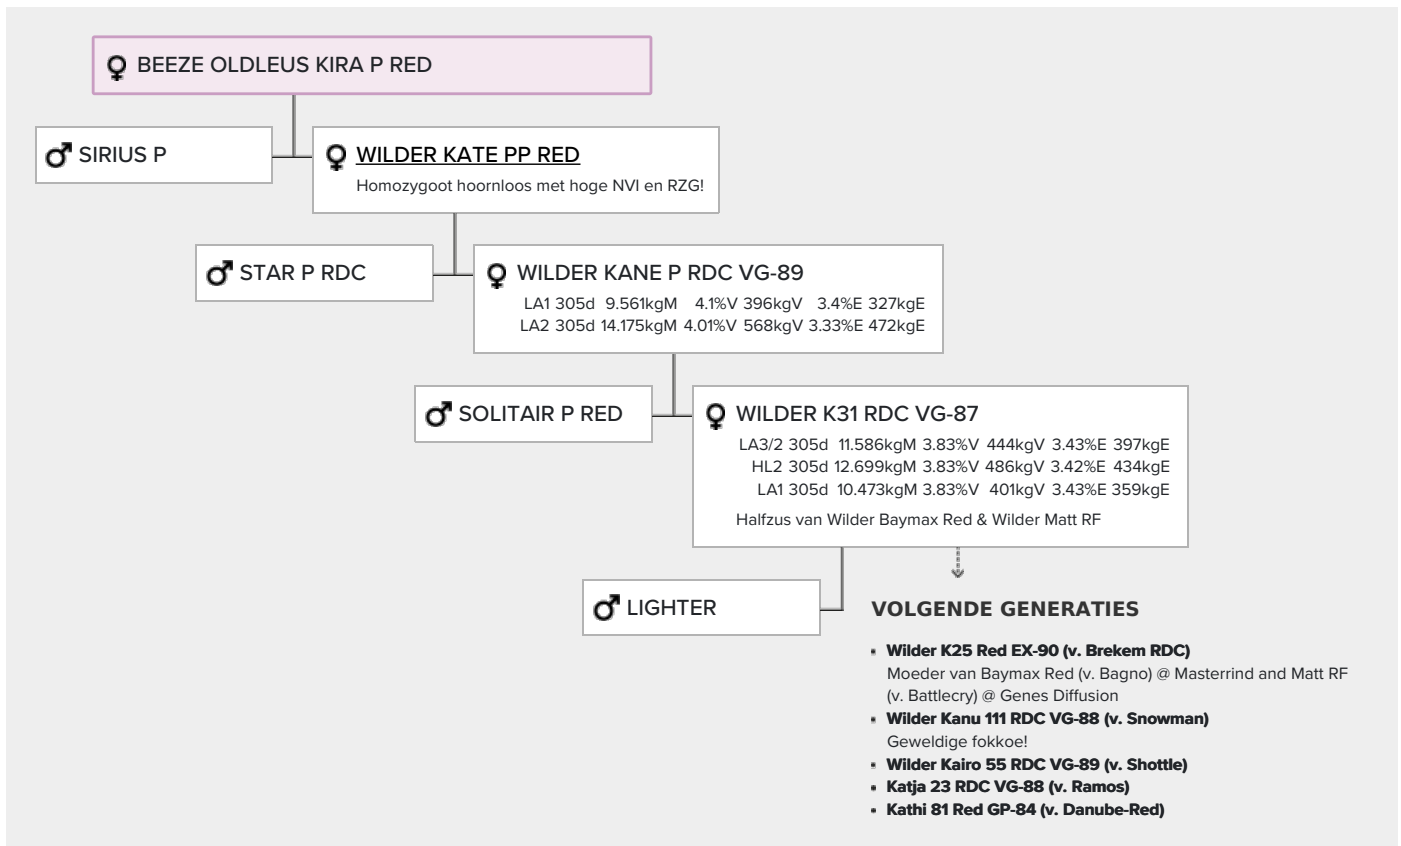 BEEZE OLDLEUS KIRA P RED
SIRIUS P
WILDER KATE PP RED
Homozygoot hoornloos met hoge NVI en RZG!
STAR P RDC
WILDER KANE P RDC VG-89
LA1 305d 9.561kgM 4.1%V 396kgV 3.4%E 327kgE
LA2 305d 14.175kgM 4.01%V 568kgV 3.33%E 472kgE
SOLITAIR P RED
WILDER K31 RDC VG-87
LA3/2 305d 11.586kgM 3.83%V 444kgV 3.43%E 397kgE
HL2 305d 12.699kgM 3.83%V 486kgV 3.42%E 434kgE
LA1 305d 10.473kgM 3.83%V 401kgV 3.43%E 359kgE
Halfzus van Wilder Baymax Red & Wilder Matt RF
LIGHTER
VOLGENDE GENERATIES
Wilder K25 Red EX-90 (v. Brekem RDC)
Moeder van Baymax Red (v. Bagno) @ Masterrind and Matt RF
(v. Battlecry) @ Genes Diffusion
Wilder Kanu 111 RDC VG-88 (v. Snowman)
Geweldige fokkoe!
Wilder Kairo 55 RDC VG-89 (v. Shottle)
Katja 23 RDC VG-88 (v. Ramos)
Kathi 81 Red GP-84 (v. Danube-Red)